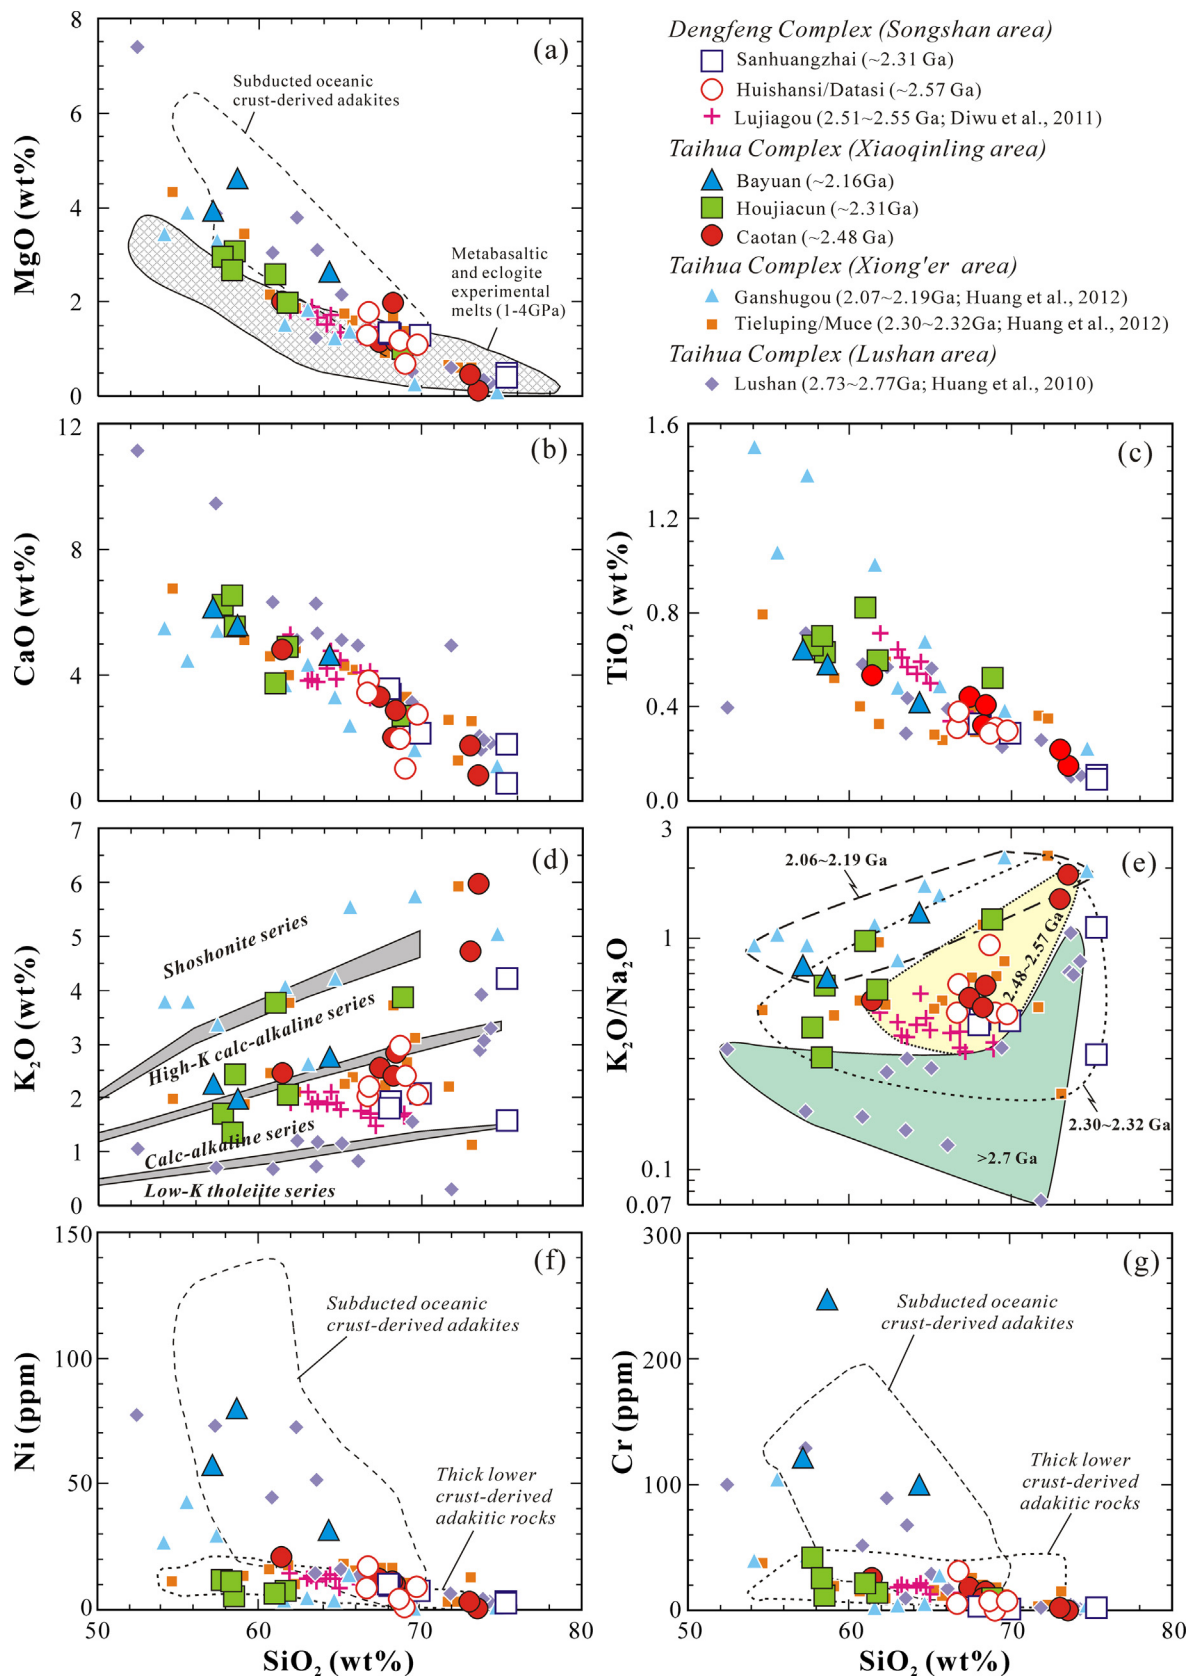 Dengfeng Complex (Songshan area)
Sanhuangzhai (~2.31 Ga)
Huishansi/Datasi (~2.57 Ga)
Lujiagou (2.51~2.55 Ga; Diwu et al., 2011)
Taihua Complex (Xiaoqinling area)
Bayuan (~2.16Ga)
Houjiacun (~2.31Ga)
Caotan (~2.48 Ga)
Taihua Complex (Xiong'er area)
Ganshugou (2.07~2.19Ga; Huang et al., 2012)
Tieluping/Muce (2.30~2.32Ga; Huang et al., 2012)
Taihua Complex (Lushan area)
Lushan (2.73~2.77Ga; Huang et al., 2010)
(a)
MgO (wt%)
8
6
4
2
0
Subducted oceanic
crust-derived adakites
Metabasaltic
and eclogite
experimental
melts (1-4GPa)
(b)
CaO (wt%)
12
8
4
0
(c)
TiO2 (wt%)
1.6
1.2
0.8
0.4
0.0
50
60
70
80
(d)
K2O (wt%)
7
6
5
4
3
2
1
0
Shoshonite series
High-K calc-alkaline series
Calc-alkaline series
Low-K tholeiite series
(e)
K2O/Na2O
3
1
0.1
0.07
2.06~2.19 Ga
2.48~2.57 Ga
2.30~2.32 Ga
>2.7 Ga
(f)
Ni (ppm)
150
100
50
0
Subducted oceanic
crust-derived adakites
Thick lower
crust-derived
adakitic rocks
50
60
70
80
SiO2 (wt%)
(g)
Cr (ppm)
300
200
100
0
Subducted oceanic
crust-derived adakites
Thick lower
crust-derived
adakitic rocks
50
60
70
80
SiO2 (wt%)